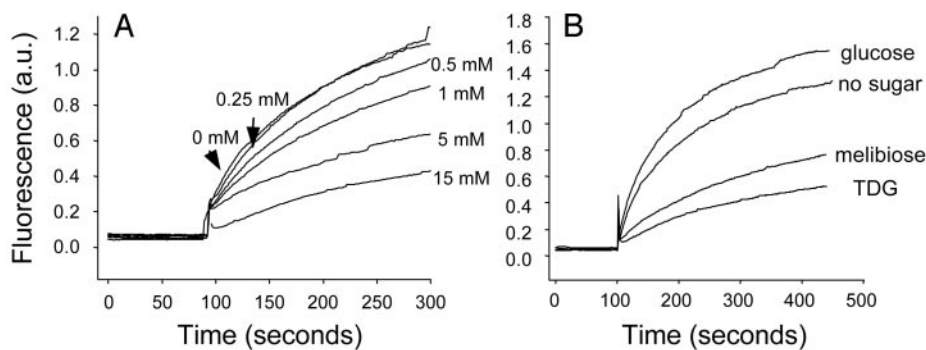 A
Fluorescence (a.u.)
1.2
1.0
0.8
0.6
0.4
0.2
0.0
0 mM
0.25 mM
0.5 mM
1 mM
5 mM
15 mM
0 50 100 150 200 250 300
Time (seconds)
B
1.8
1.6
1.4
1.2
1.0
0.8
0.6
0.4
0.2
0.0
glucose
no sugar
melibiose
TDG
0 100 200 300 400 500
Time (seconds)